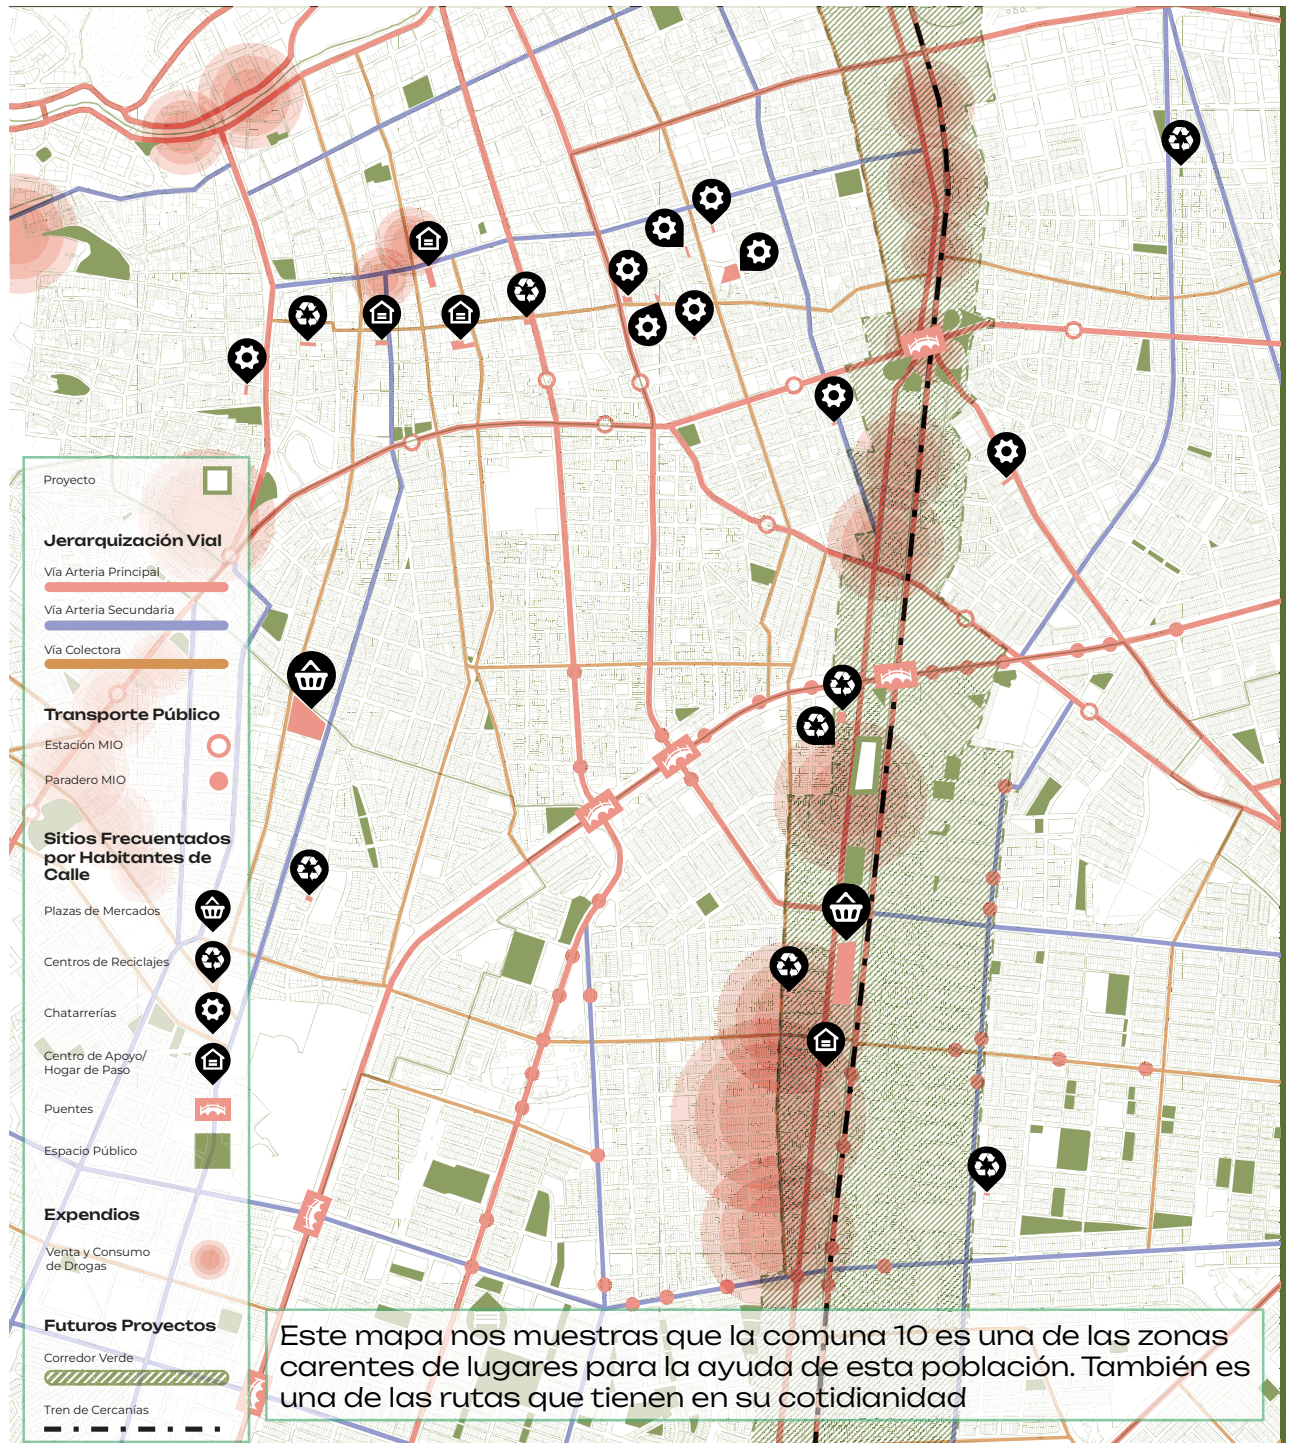 Proyecto
Jerarquización Vial
Vía Arteria Principal
Vía Arteria Secundaria
Vía Colectora
Transporte Público
Estación MIO
Paradero MIO
Sitios Frecuentados
por Habitantes de
Calle
Plazas de Mercados
Centros de Reciclajes
Chatarrerías
Centro de Apoyo/
Hogar de Paso
Puentes
Espacio Público
Expendios
Venta y Consumo
de Drogas
Futuros Proyectos
Corredor Verde
Tren de Cercanías
Este mapa nos muestras que la comuna 10 es una de las zonas
carentes de lugares para la ayuda de esta población. También es
una de las rutas que tienen en su cotidianidad